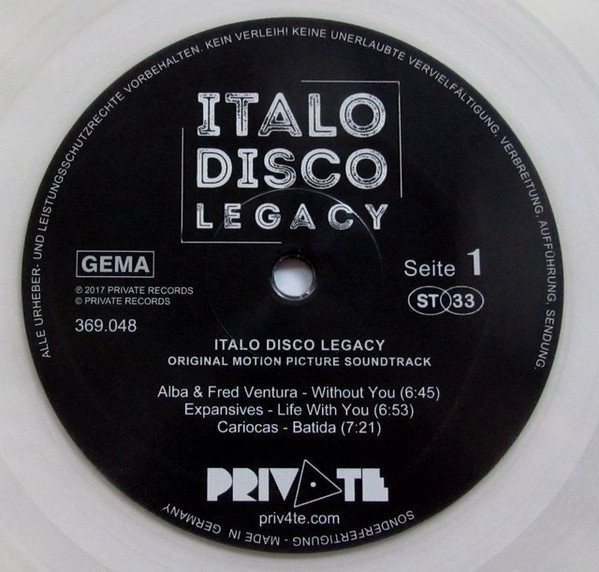 ALLE URHEBER- UND LEISTUNGSSCHUTZRECHTE VORBEHALTEN. KEIN VERLEIH! KEINE UNERLAUBTE VERVIELFÄLTIGUNG, VERBREITUNG, AUFFÜHRUNG, SENDUNG.
ITALO
DISCO
LEGACY
GEMA
℗ 2017 PRIVATE RECORDS
© PRIVATE RECORDS
369.048
Seite 1
ST 33
ITALO DISCO LEGACY
ORIGINAL MOTION PICTURE SOUNDTRACK
Alba & Fred Ventura - Without You (6:45)
Expansives - Life With You (6:53)
Cariocas - Batida (7:21)
PRIVATE
priv4te.com
SONDERFERTIGUNG - MADE IN GERMANY